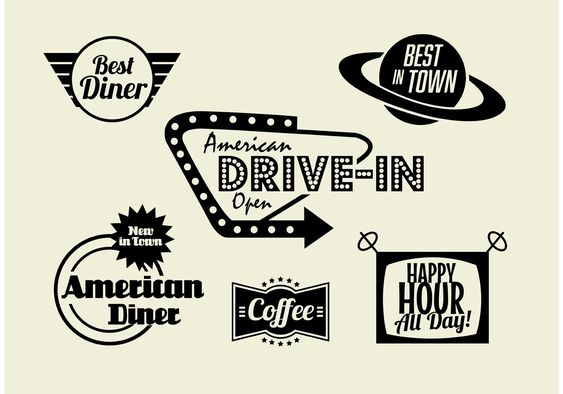 Best
Diner
BEST
IN TOWN
American
DRIVE-IN
Open
New
in Town
American
Diner
Coffee
HAPPY
HOUR
All Day!